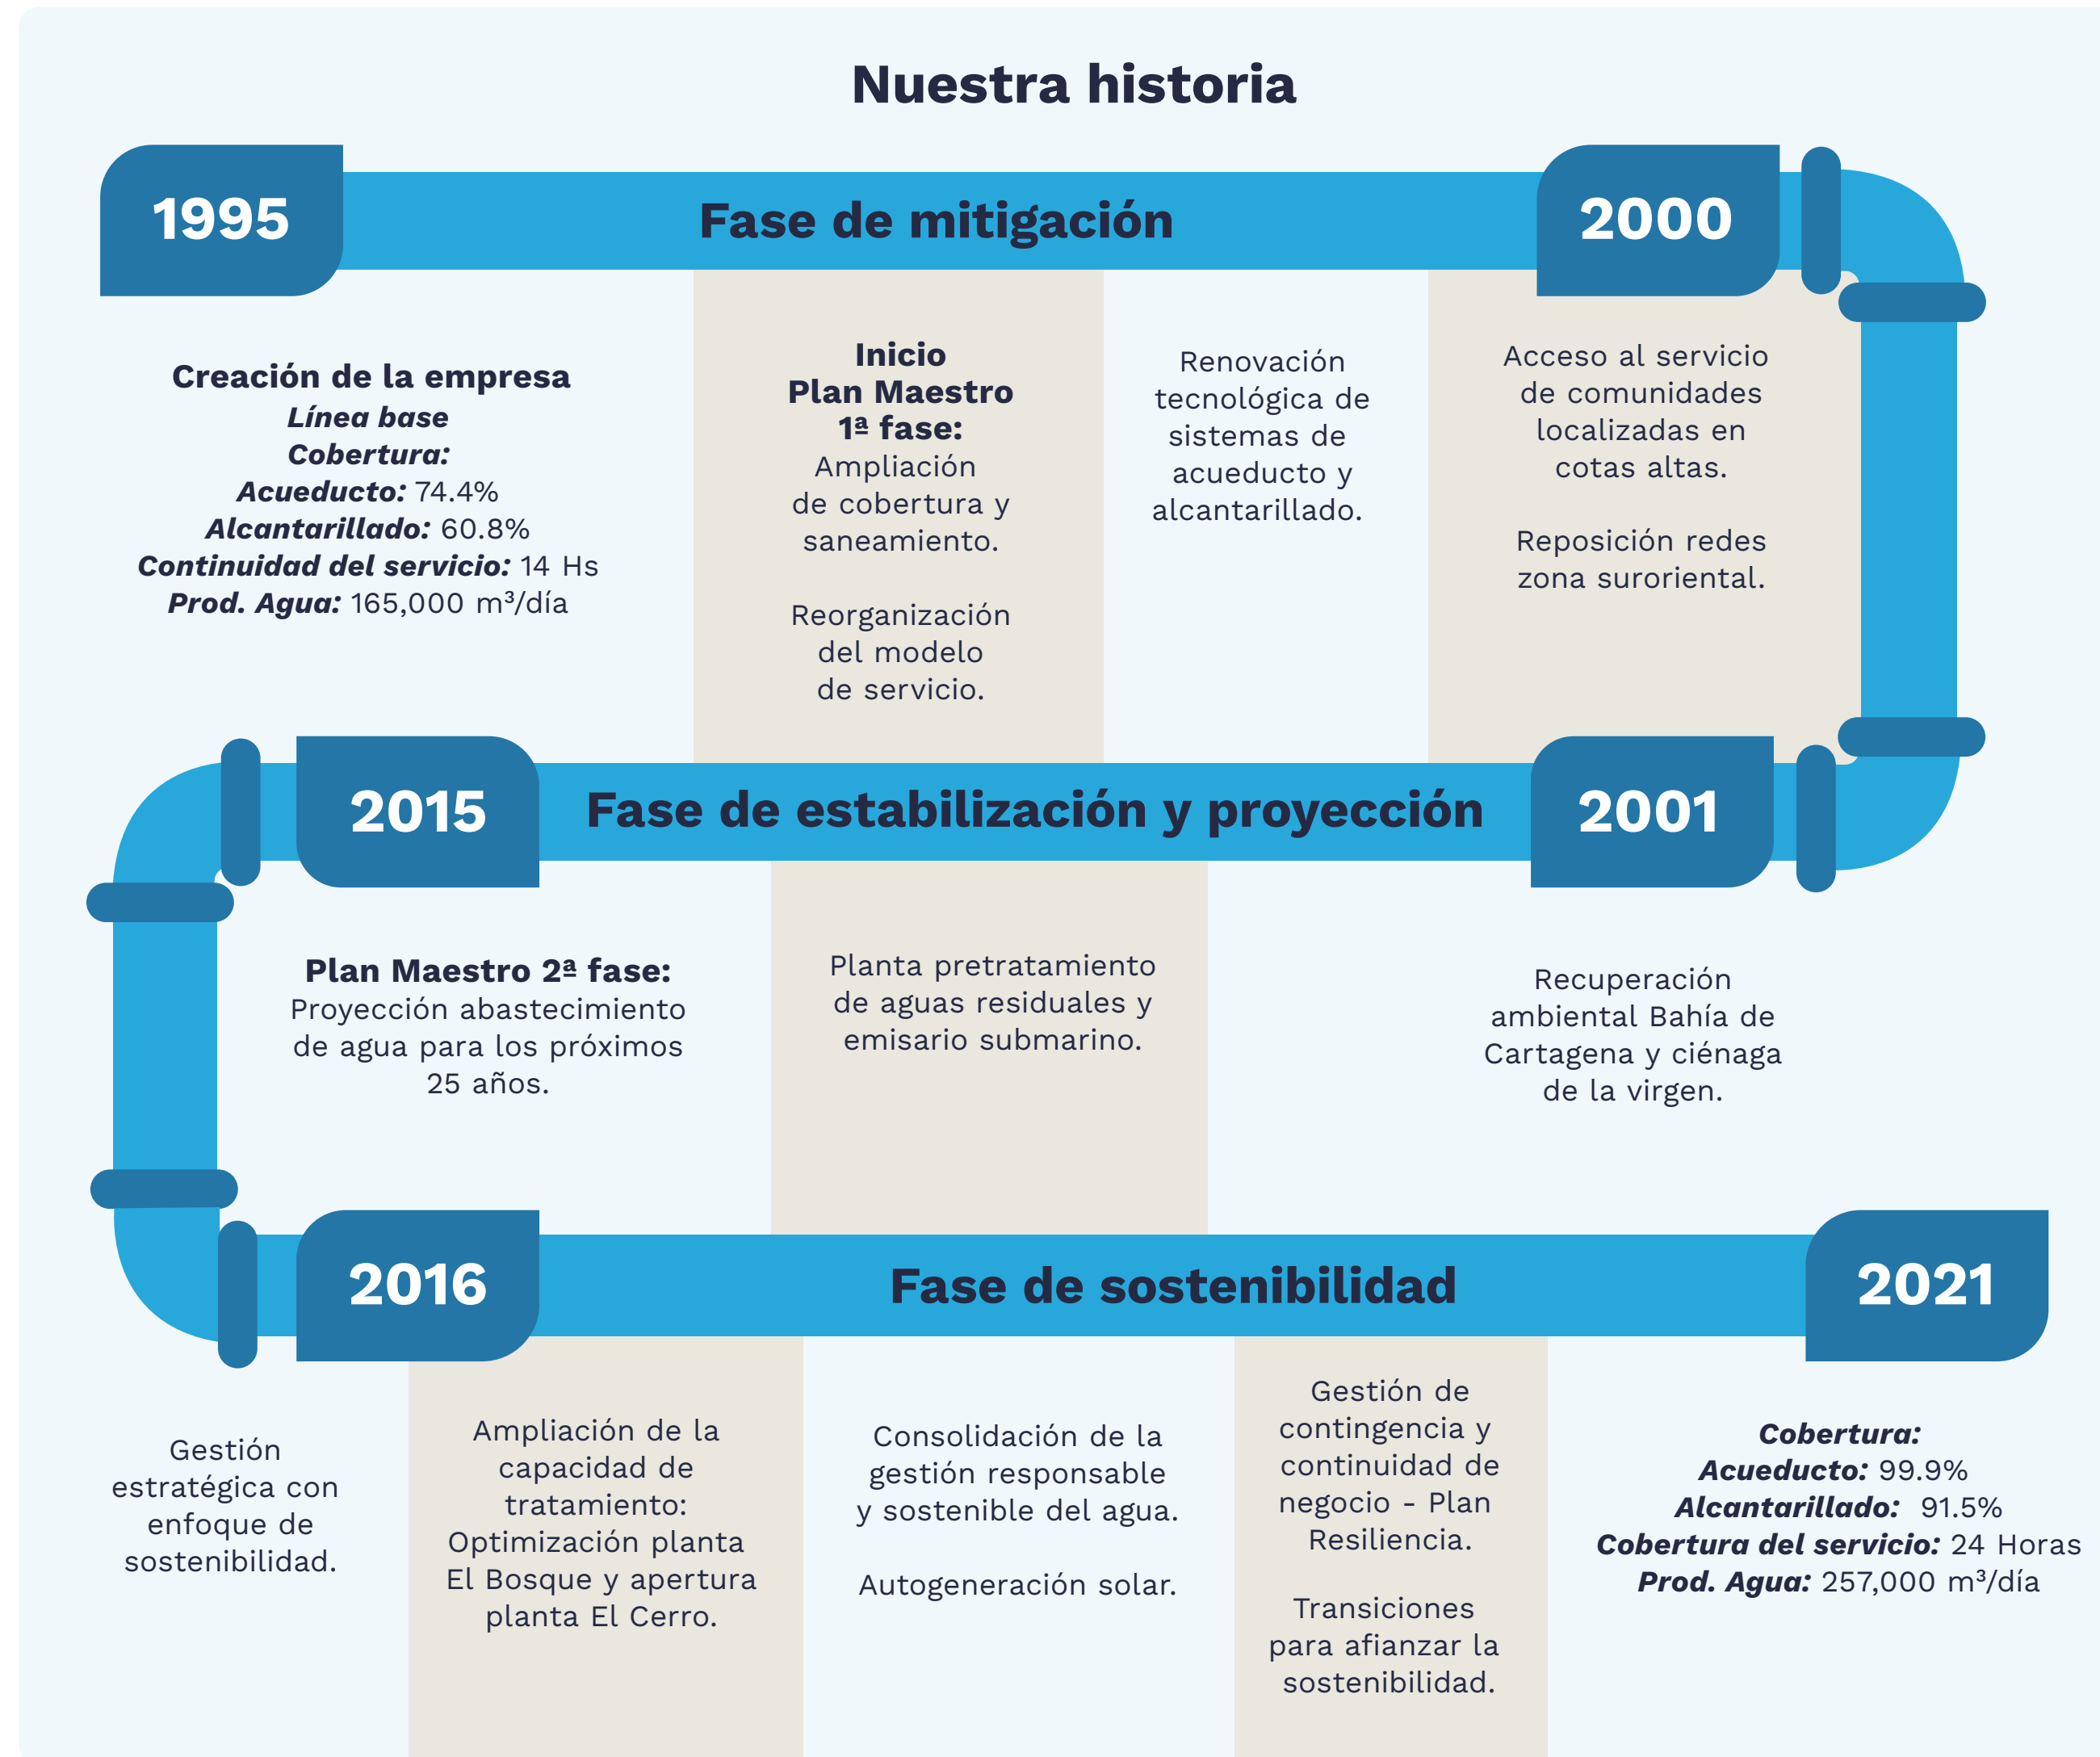 Nuestra historia
1995
Fase de mitigación
2000
Creación de la empresa
Línea base
Cobertura:
Acueducto: 74.4%
Alcantarillado: 60.8%
Continuidad del servicio: 14 Hs
Prod. Agua: 165,000 m³/día
Inicio
Plan Maestro
1ª fase:
Ampliación
de cobertura y
saneamiento.
Reorganización
del modelo
de servicio.
Renovación
tecnológica de
sistemas de
acueducto y
alcantarillado.
Acceso al servicio
de comunidades
localizadas en
cotas altas.
Reposición redes
zona suroriental.
2015
Fase de estabilización y proyección
2001
Plan Maestro 2ª fase:
Proyección abastecimiento
de agua para los próximos
25 años.
Planta pretratamiento
de aguas residuales y
emisario submarino.
Recuperación
ambiental Bahía de
Cartagena y ciénaga
de la virgen.
2016
Fase de sostenibilidad
2021
Gestión
estratégica con
enfoque de
sostenibilidad.
Ampliación de la
capacidad de
tratamiento:
Optimización planta
El Bosque y apertura
planta El Cerro.
Consolidación de la
gestión responsable
y sostenible del agua.
Autogeneración solar.
Gestión de
contingencia y
continuidad de
negocio - Plan
Resiliencia.
Transiciones
para afianzar la
sostenibilidad.
Cobertura:
Acueducto: 99.9%
Alcantarillado: 91.5%
Cobertura del servicio: 24 Horas
Prod. Agua: 257,000 m³/día